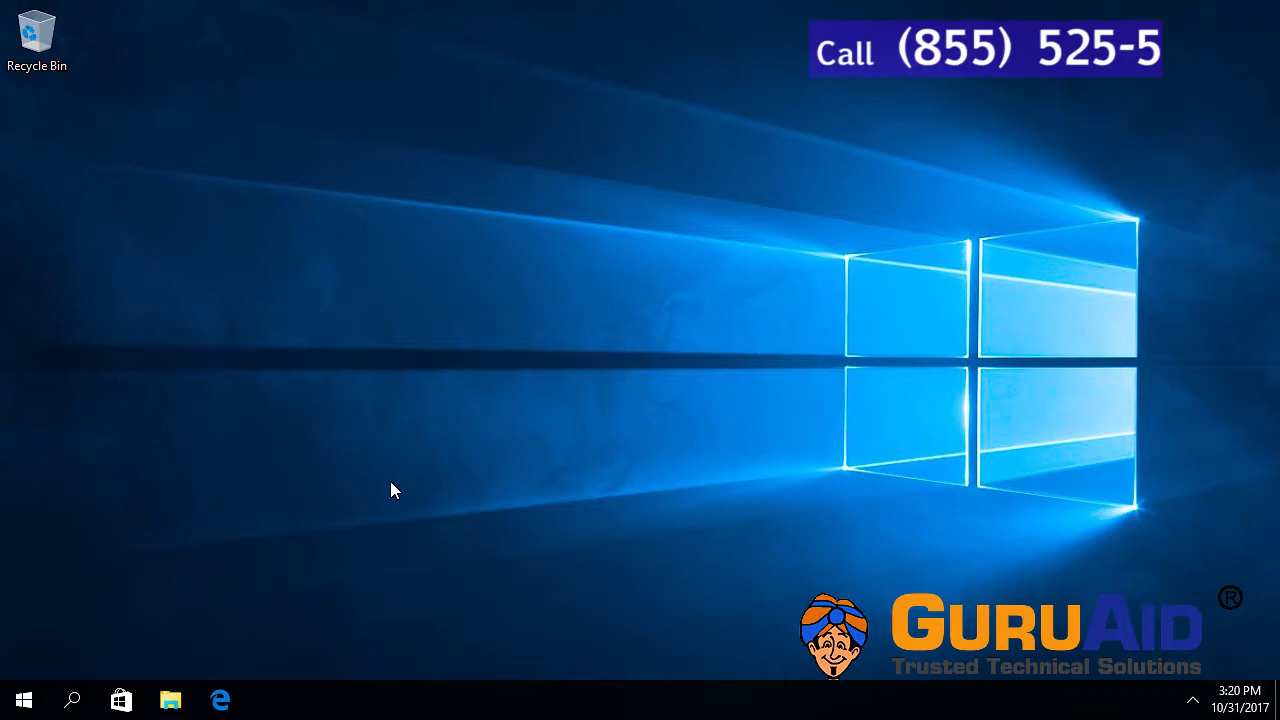 Recycle Bin
Call (855) 525-5
GURUAID ®
Trusted Technical Solutions
3:20 PM
10/31/2017